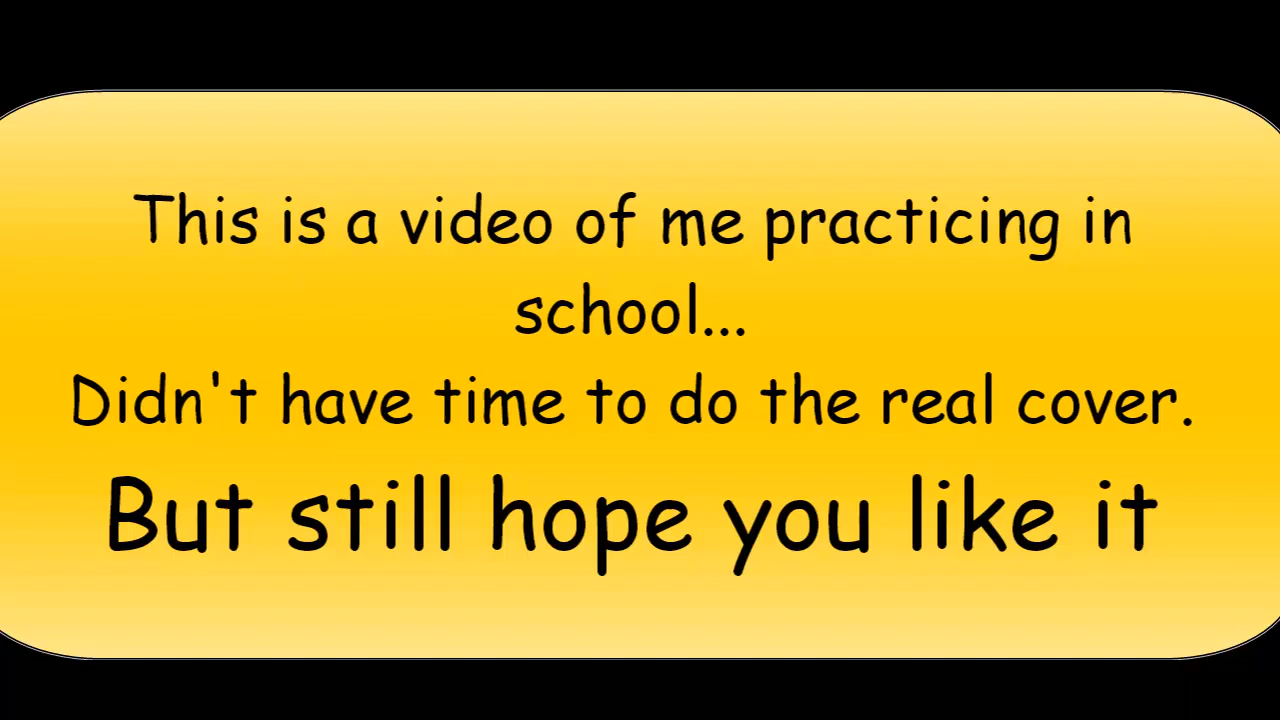 This is a video of me practicing in
school...
Didn't have time to do the real cover.
But still hope you like it